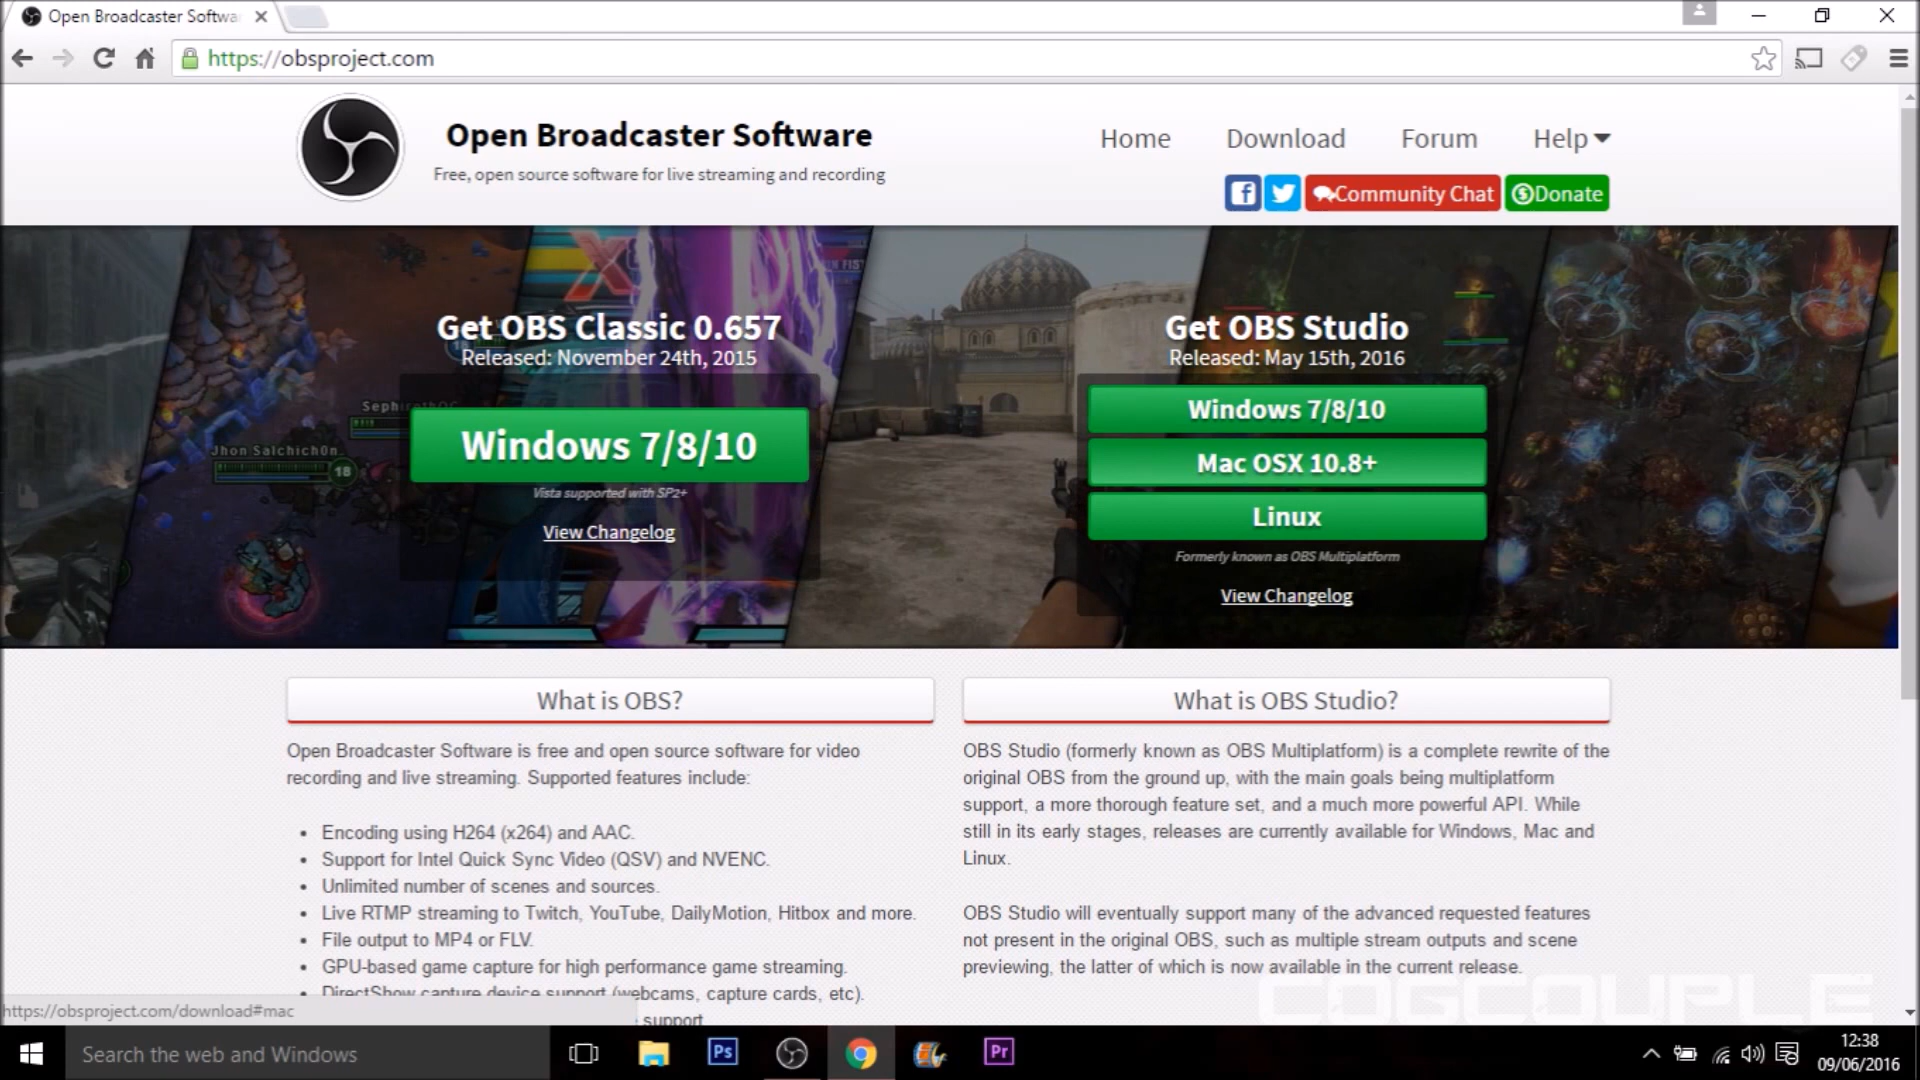 Open Broadcaster Softwa
https://obsproject.com
Open Broadcaster Software
Free, open source software for live streaming and recording
Home
Download
Forum
Help
Community Chat
Donate
Get OBS Classic 0.657
Released: November 24th, 2015
Windows 7/8/10
Vista supported with SP2+
View Changelog
Jhon Salchich0n
18
Get OBS Studio
Released: May 15th, 2016
Windows 7/8/10
Mac OSX 10.8+
Linux
Formerly known as OBS Multiplatform
View Changelog
What is OBS?
Open Broadcaster Software is free and open source software for video
recording and live streaming. Supported features include:
• Encoding using H264 (x264) and AAC.
• Support for Intel Quick Sync Video (QSV) and NVENC.
• Unlimited number of scenes and sources.
• Live RTMP streaming to Twitch, YouTube, DailyMotion, Hitbox and more.
• File output to MP4 or FLV.
• GPU-based game capture for high performance game streaming.
• DirectShow capture device support (webcams, capture cards, etc).
support
What is OBS Studio?
OBS Studio (formerly known as OBS Multiplatform) is a complete rewrite of the
original OBS from the ground up, with the main goals being multiplatform
support, a more thorough feature set, and a much more powerful API. While
still in its early stages, releases are currently available for Windows, Mac and
Linux.
OBS Studio will eventually support many of the advanced requested features
not present in the original OBS, such as multiple stream outputs and scene
previewing, the latter of which is now available in the current release.
COGCOUPLE
https://obsproject.com/download#mac
Search the web and Windows
Ps
Pr
12:38
09/06/2016